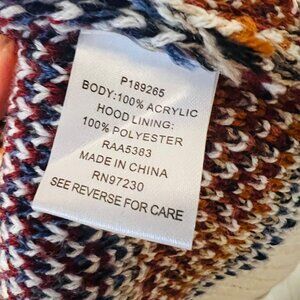 P189265
BODY:100% ACRYLIC
HOOD LINING:
100% POLYESTER
RAA5383
MADE IN CHINA
RN97230
SEE REVERSE FOR CARE